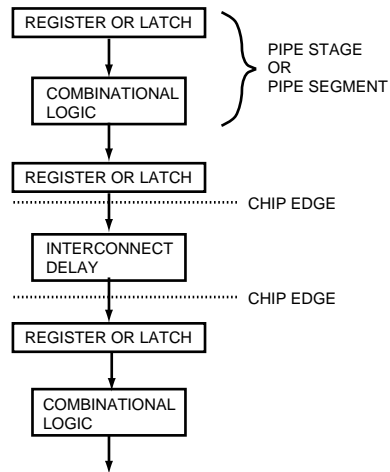 REGISTER OR LATCH
PIPE STAGE
OR
PIPE SEGMENT
COMBINATIONAL
LOGIC
REGISTER OR LATCH
CHIP EDGE
INTERCONNECT
DELAY
CHIP EDGE
REGISTER OR LATCH
COMBINATIONAL
LOGIC